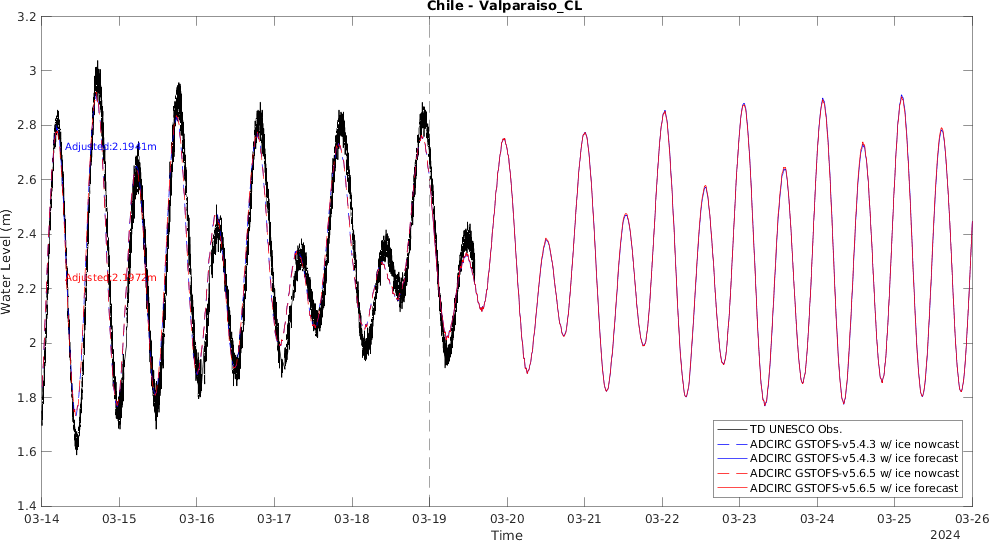 Chile - Valparaiso_CL
3.2
3
2.8
2.6
2.4
2.2
2
1.8
1.6
1.4
Water Level (m)
Adjusted:2.1941m
Adjusted:2.1972m
TD UNESCO Obs.
ADCIRC GSTOFS-v5.4.3 w/ ice nowcast
ADCIRC GSTOFS-v5.4.3 w/ ice forecast
ADCIRC GSTOFS-v5.6.5 w/ ice nowcast
ADCIRC GSTOFS-v5.6.5 w/ ice forecast
03-14 03-15 03-16 03-17 03-18 03-19 03-20 03-21 03-22 03-23 03-24 03-25 03-26
Time
2024